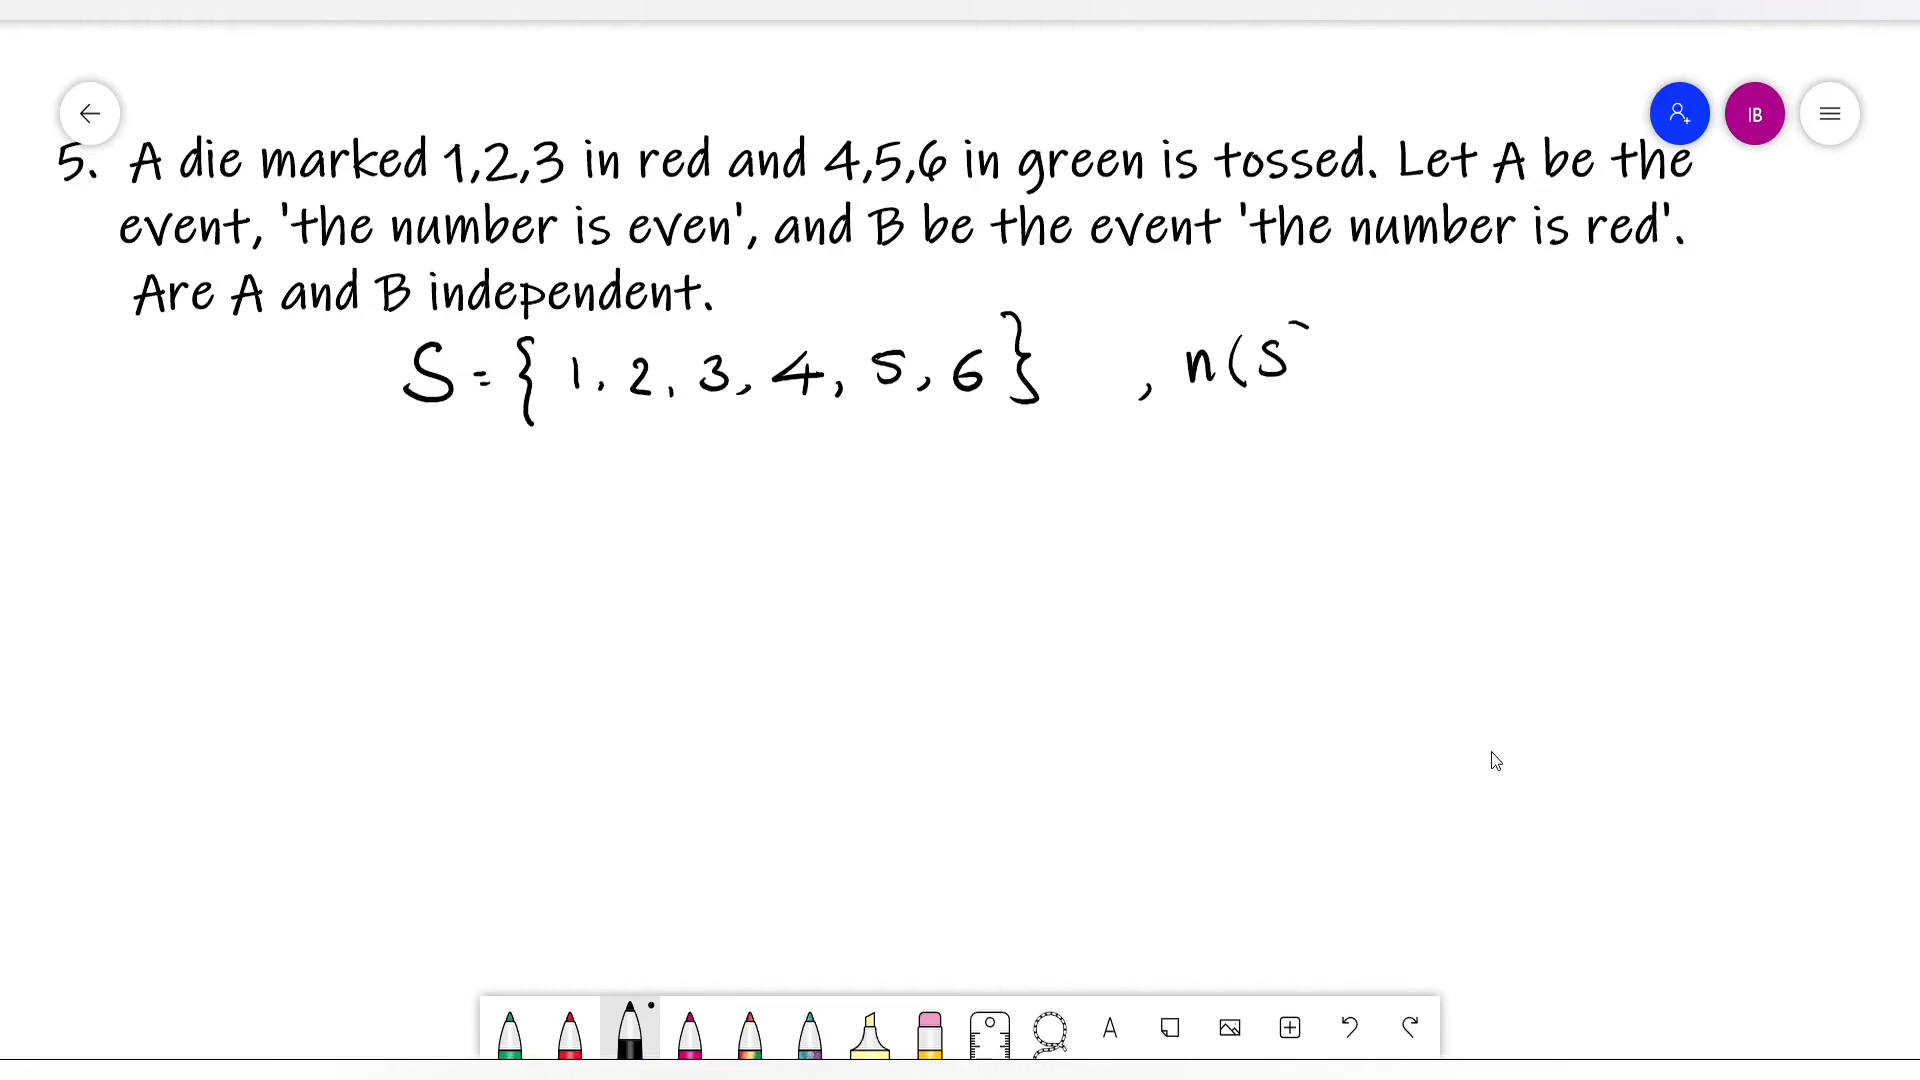 IB
5. A die marked 1,2,3 in red and 4,5,6 in green is tossed. Let A be the
event, 'the number is even', and B be the event 'the number is red'.
Are A and B independent.
S = { 1, 2, 3, 4, 5, 6 } , n(S
A